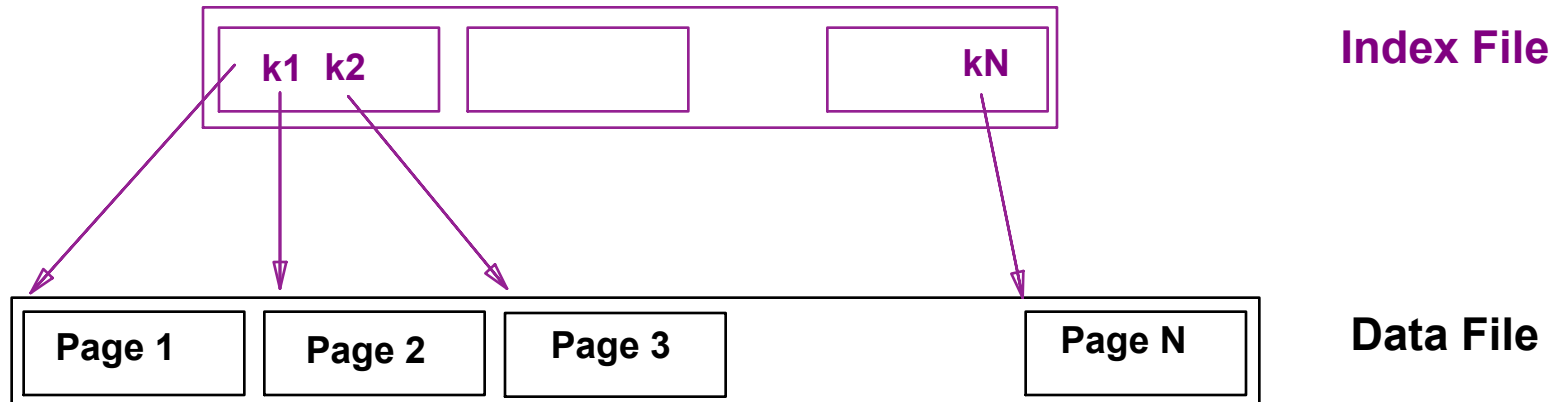 k1 k2 kN Index File
Page 1 Page 2 Page 3 Page N Data File